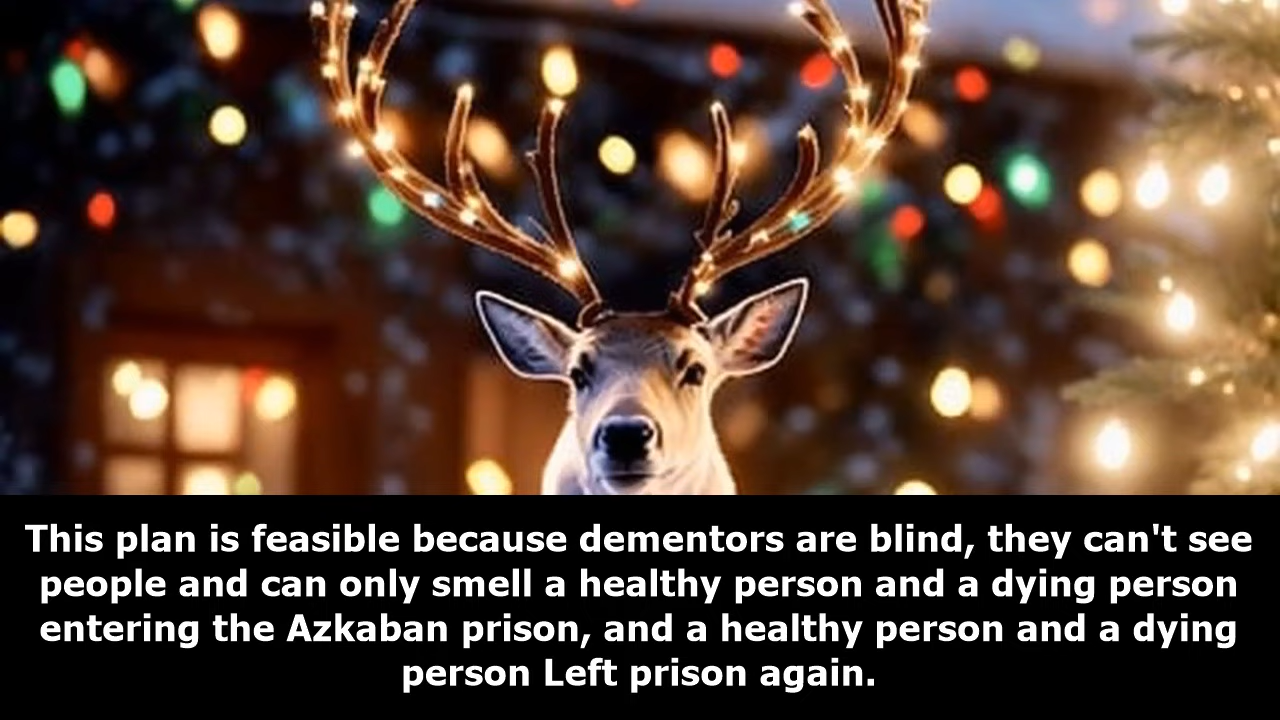 This plan is feasible because dementors are blind, they can't see
people and can only smell a healthy person and a dying person
entering the Azkaban prison, and a healthy person and a dying
person Left prison again.